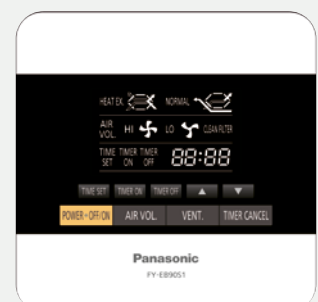 HEAT EX. NORMAL
AIR VOL. HI LO CLEAN FILTER
TIME SET TIMER ON TIMER OFF 88:88
TIME SET TIMER ON TIMER OFF ▲ ▼
POWER-OFF/ON AIR VOL. VENT. TIMER CANCEL
Panasonic
FY-EB9051